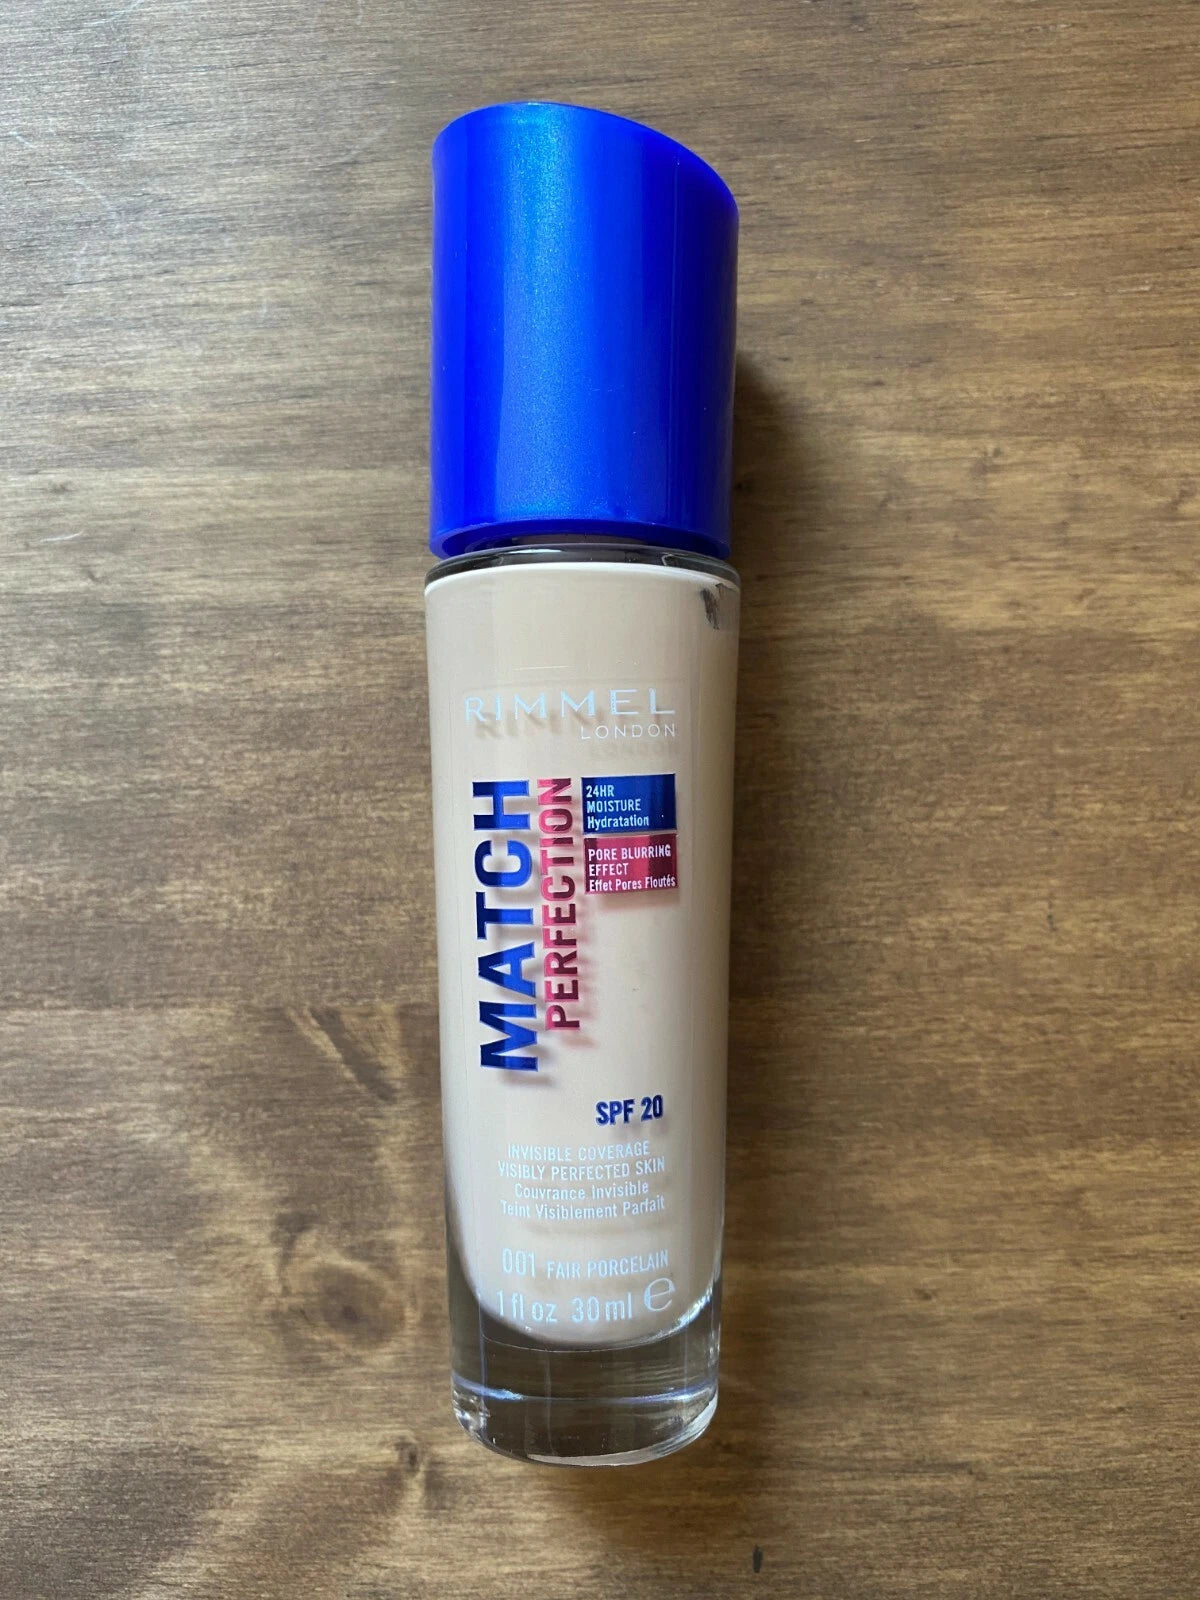 RIMMEL
LONDON
MATCH
PERFECTION
24HR
MOISTURE
Hydratation
PORE BLURRING
EFFECT
Effet Pores Floutés
SPF 20
INVISIBLE COVERAGE
VISIBLY PERFECTED SKIN
Couvrance Invisible
Teint Visiblement Parfait
001 FAIR PORCELAIN
1 fl oz 30 ml ℮